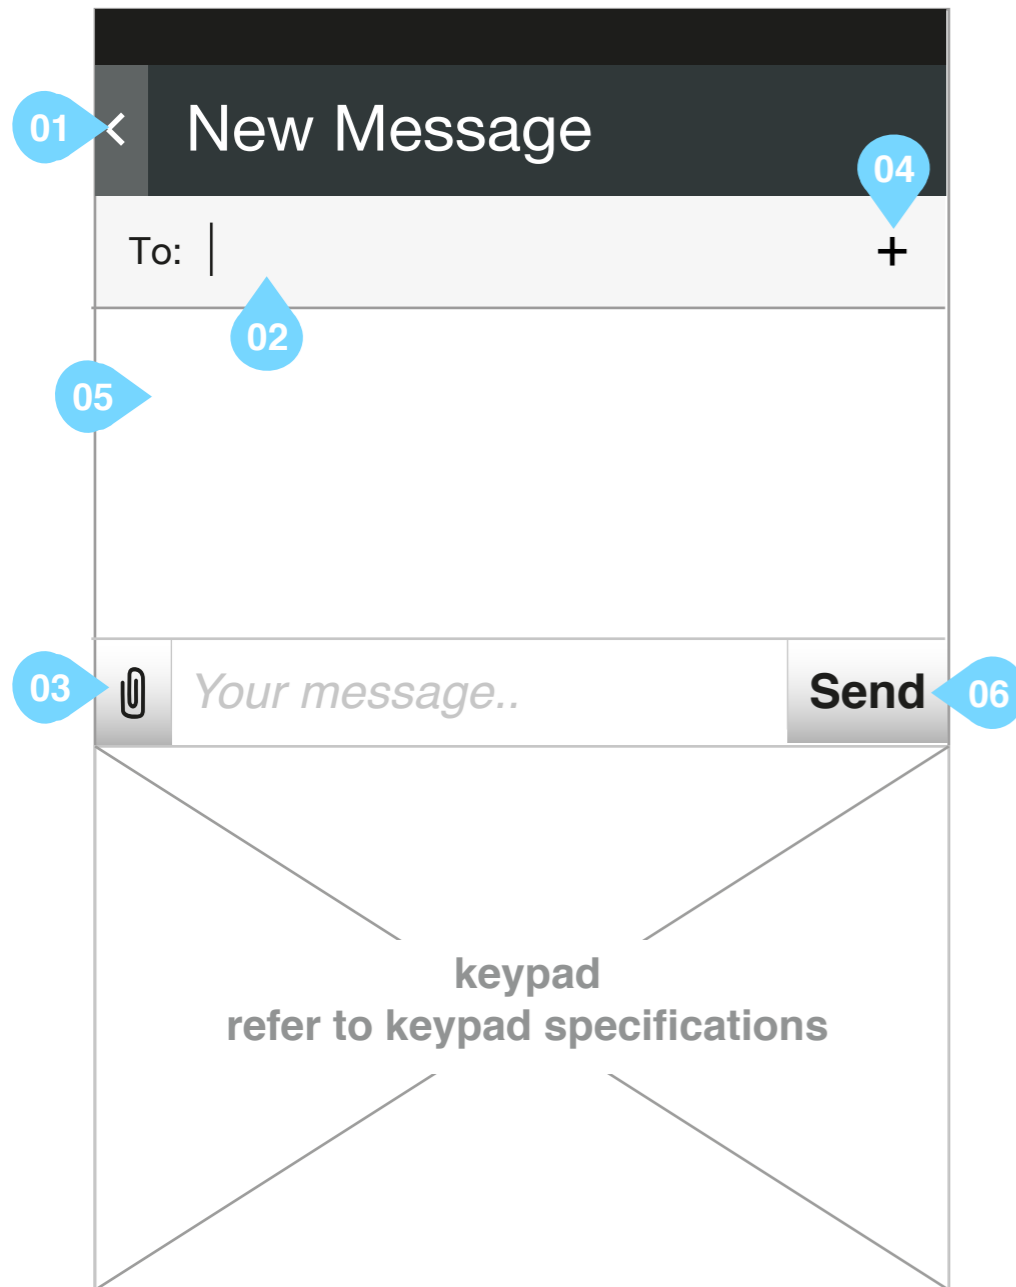 01
New Message
04
To:
+
02
05
03
Your message..
Send
06
keypad
refer to keypad specifications